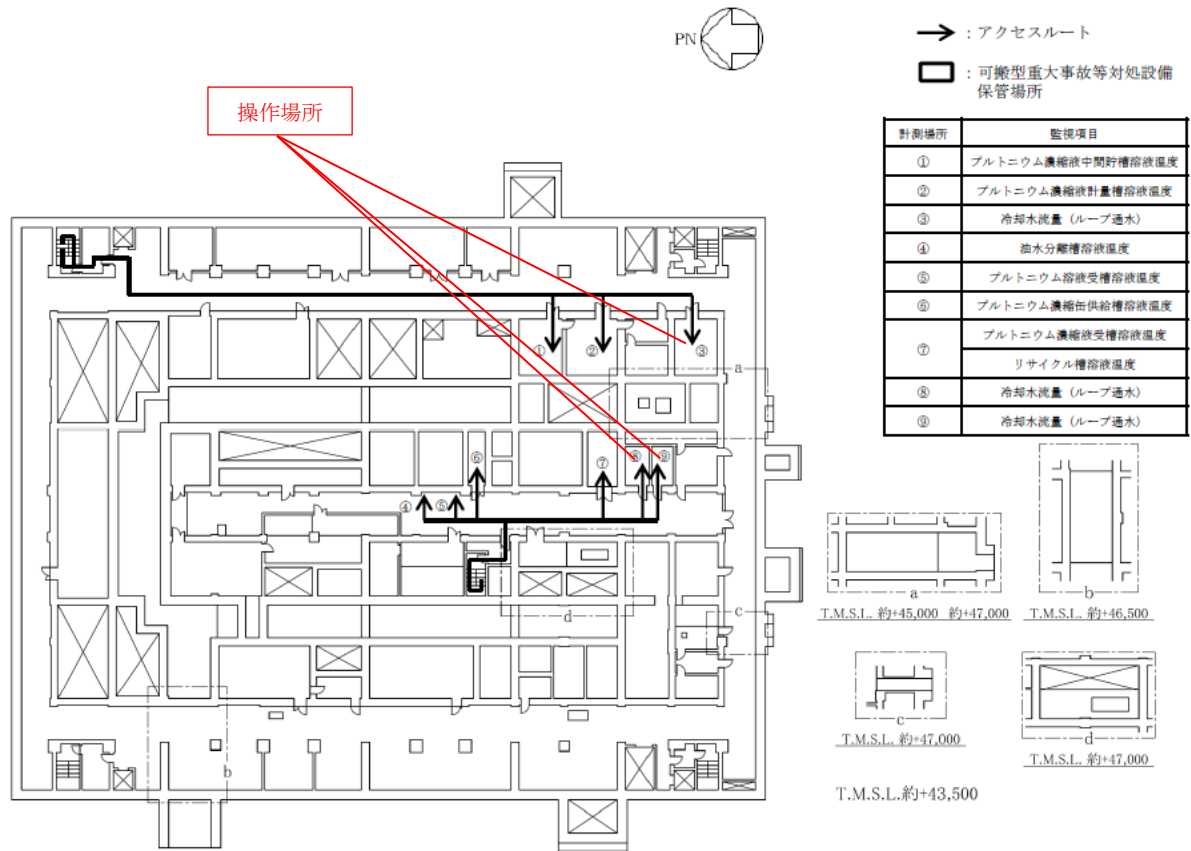 PN
：アクセスルート
：可搬型重大事故等対処設備
保管場所
操作場所
計測場所 監視項目
① プルトニウム濃縮液中間貯槽溶液温度
② プルトニウム濃縮液計量槽溶液温度
③ 冷却水流量（ループ通水）
④ 油水分離槽溶液温度
⑤ プルトニウム溶液受槽溶液温度
⑥ プルトニウム濃縮缶供給槽溶液温度
⑦ プルトニウム濃縮液受槽溶液温度
リサイクル槽溶液温度
⑧ 冷却水流量（ループ通水）
⑨ 冷却水流量（ループ通水）
① ② ③
a
⑥ ⑦ ⑧ ⑨
④ ⑤
d
c
b
a
T.M.S.L. 約+45,000 約+47,000
b
T.M.S.L. 約+46,500
c
T.M.S.L. 約+47,000
d
T.M.S.L. 約+47,000
T.M.S.L.約+43,500